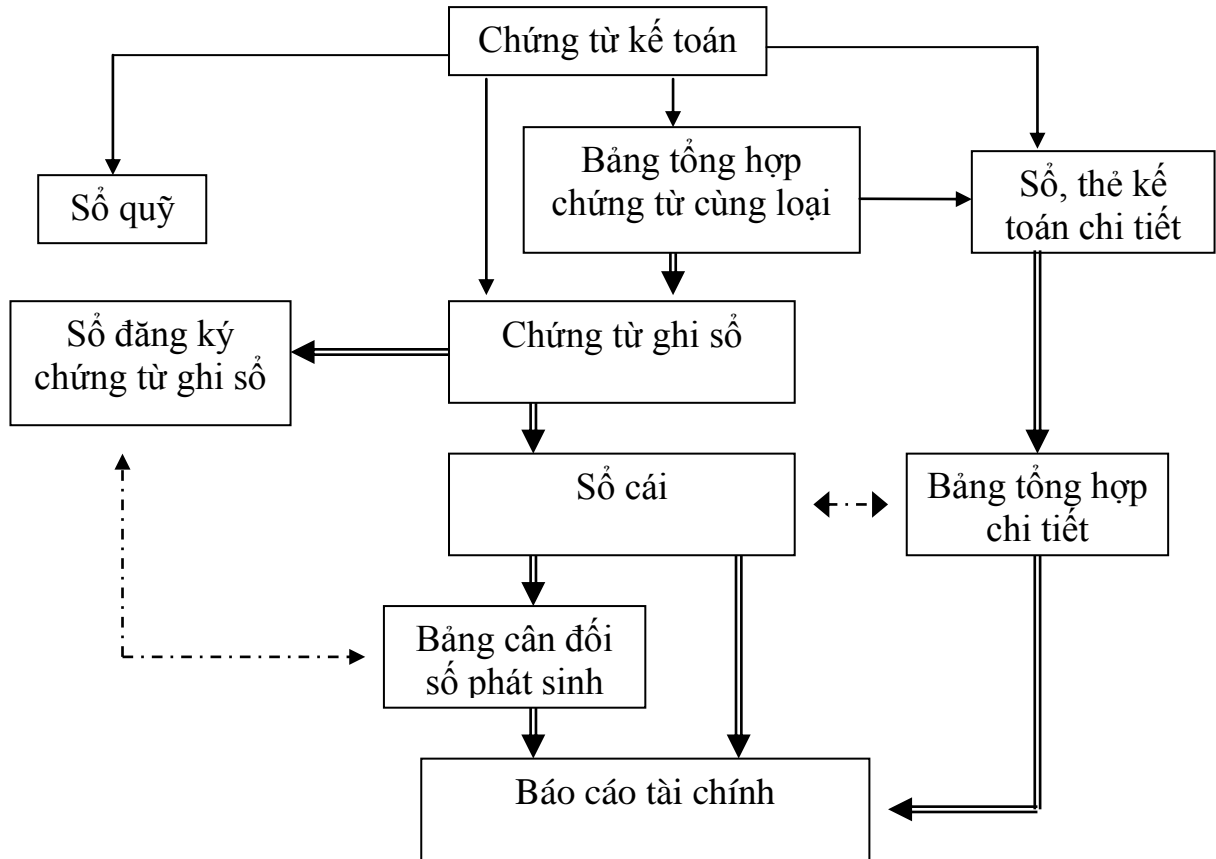 Chứng từ kế toán
Bảng tổng hợp
chứng từ cùng loại
Sổ, thẻ kế
toán chi tiết
Sổ quỹ
Sổ đăng ký
chứng từ ghi sổ
Chứng từ ghi sổ
Sổ cái
Bảng tổng hợp
chi tiết
Bảng cân đối
số phát sinh
Báo cáo tài chính